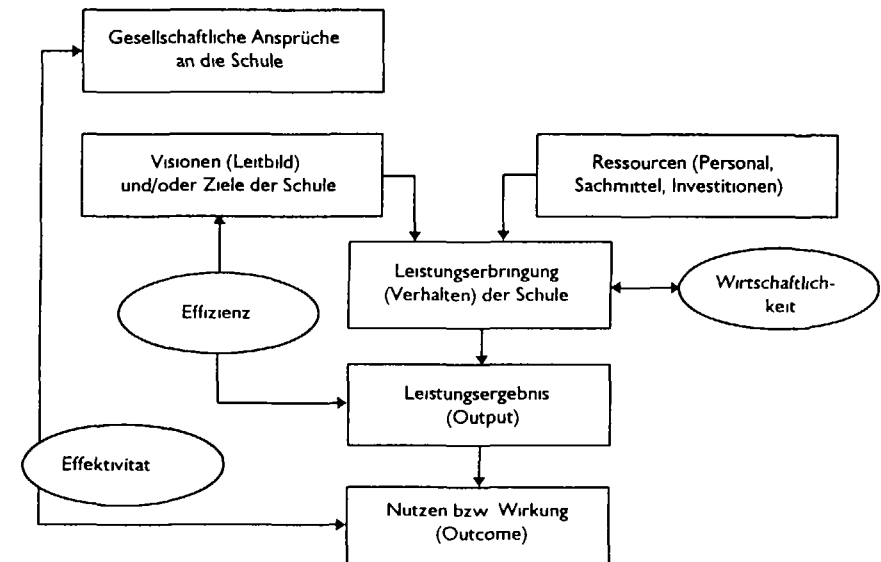 Gesellschaftliche Ansprüche
an die Schule
Visionen (Leitbild)
und/oder Ziele der Schule
Ressourcen (Personal,
Sachmittel, Investitionen)
Leistungserbringung
(Verhalten) der Schule
Wirtschaftlich-
keit
Effizienz
Leistungsergebnis
(Output)
Effektivitat
Nutzen bzw Wirkung
(Outcome)